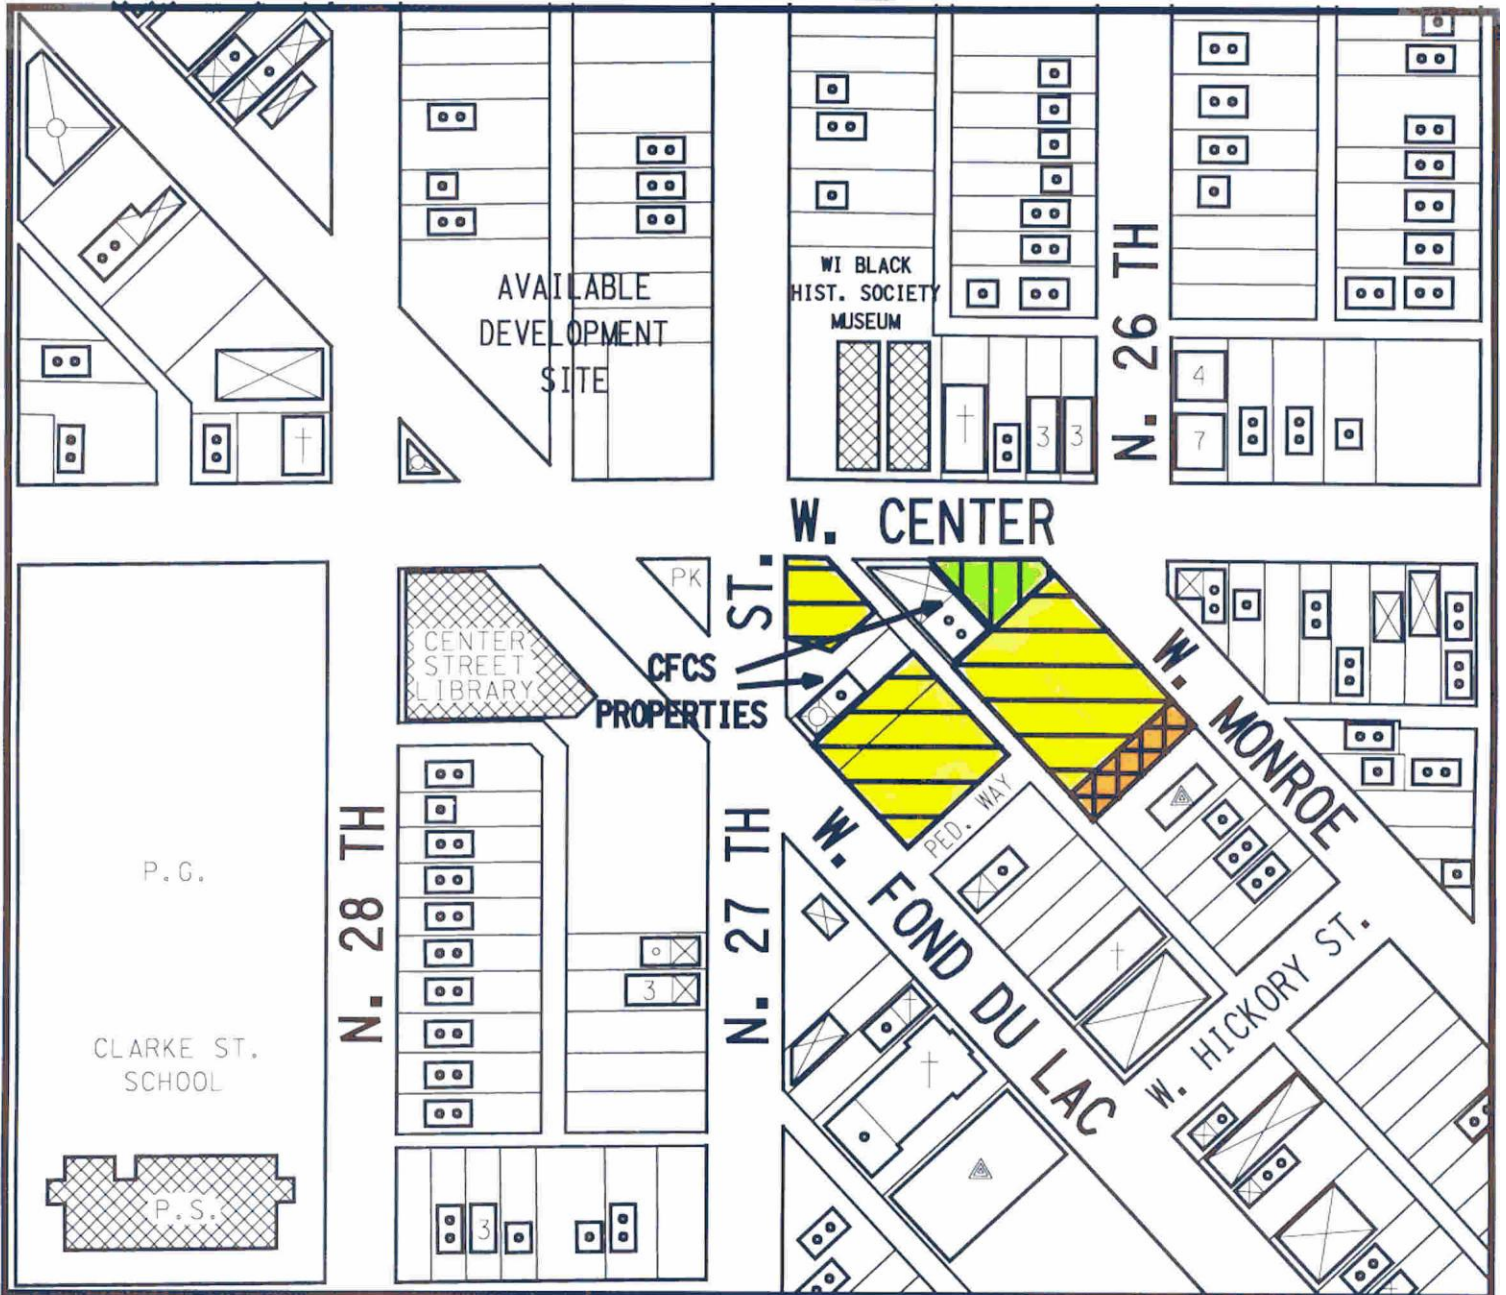 WI BLACK
HIST. SOCIETY
MUSEUM
AVAILABLE
DEVELOPMENT
SITE
N. 26 TH
4
3
3
7
W. CENTER
ST.
PK
CENTER
STREET
LIBRARY
CFCS
PROPERTIES
W. MONROE
PED. WAY
W. FOND DU LAC
N. 28 TH
N. 27 TH
P.G.
3
W. HICKORY ST.
CLARKE ST.
SCHOOL
P.S.
3